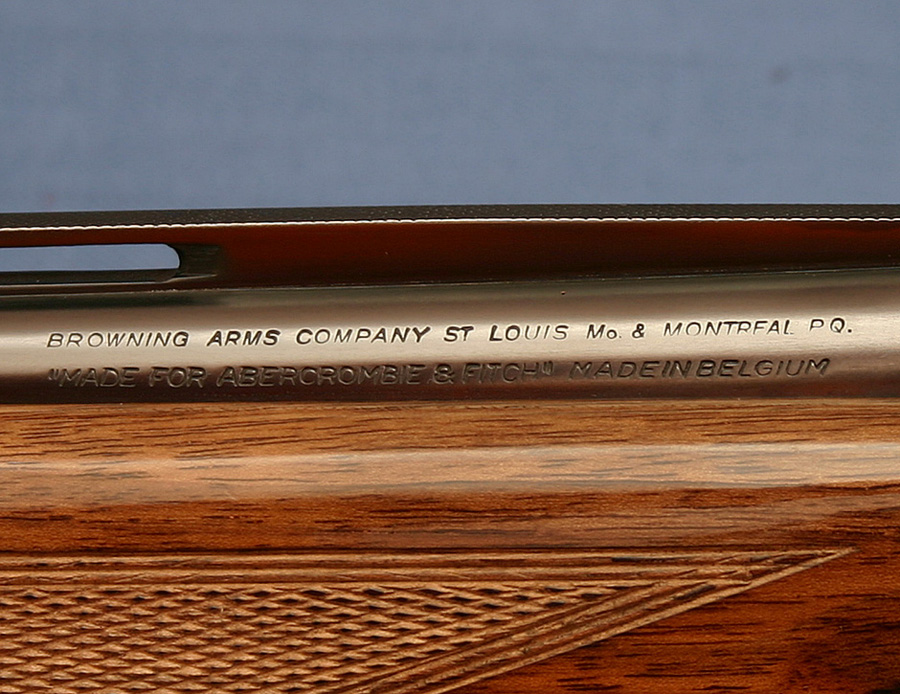 BROWNING ARMS COMPANY ST LOUIS Mo. & MONTREAL P.Q.
"MADE FOR ABERCROMBIE & FITCH" MADE IN BELGIUM